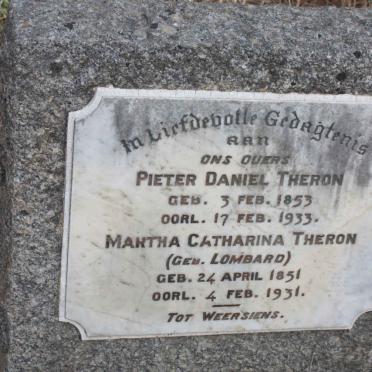 In Liefdevolle Gedagtenis
aan
ons ouers
Pieter Daniel Theron
geb. 3 Feb. 1853
oorl. 17 Feb. 1933.
Martha Catharina Theron
(geb. Lombard)
geb. 24 April 1851
oorl. 4 Feb. 1931.
Tot Weersiens.